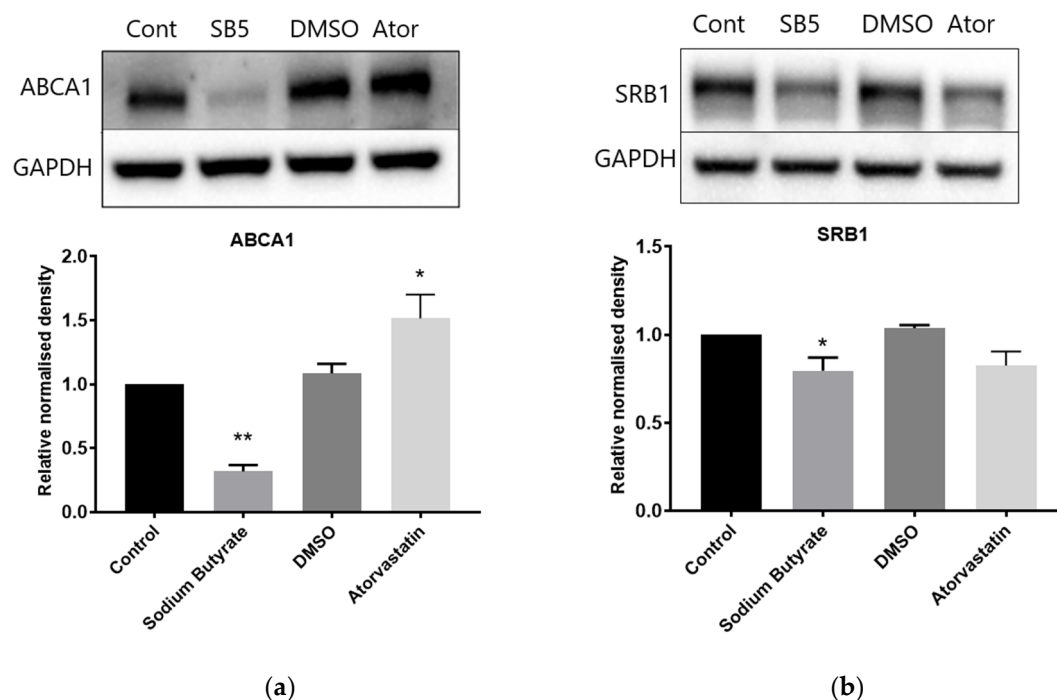 Cont SB5 DMSO Ator
ABCA1
GAPDH
ABCA1
Relative normalised density
2.0
1.5
1.0
0.5
0.0
*
**
Control
Sodium Butyrate
DMSO
Atorvastatin
(a)
Cont SB5 DMSO Ator
SRB1
GAPDH
SRB1
Relative normalised density
1.5
1.0
0.5
0.0
*
Control
Sodium Butyrate
DMSO
Atorvastatin
(b)